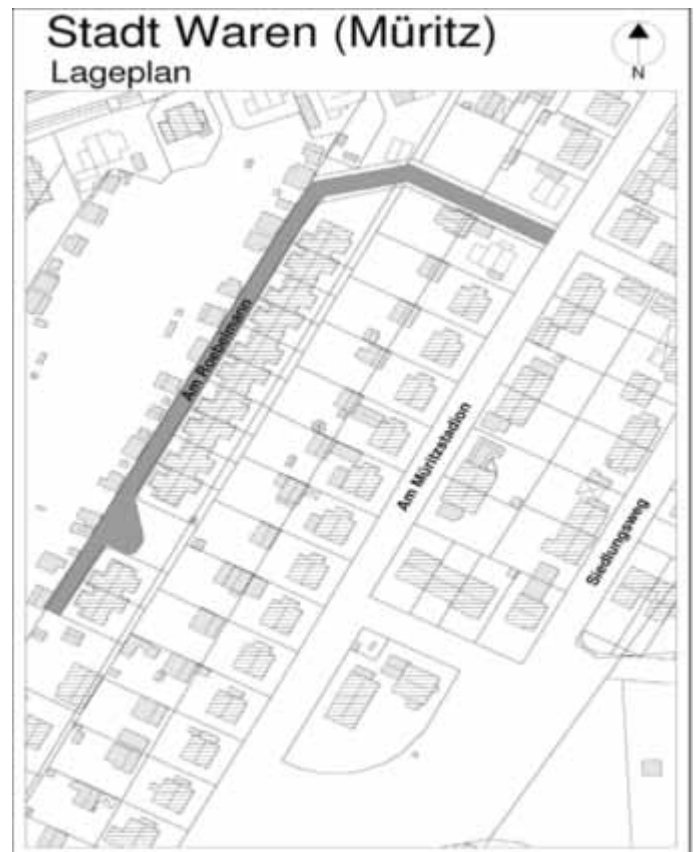 Stadt Waren (Müritz)
Lageplan
N
Am Roebelmann
Am Müritzstadion
Siedlungsweg